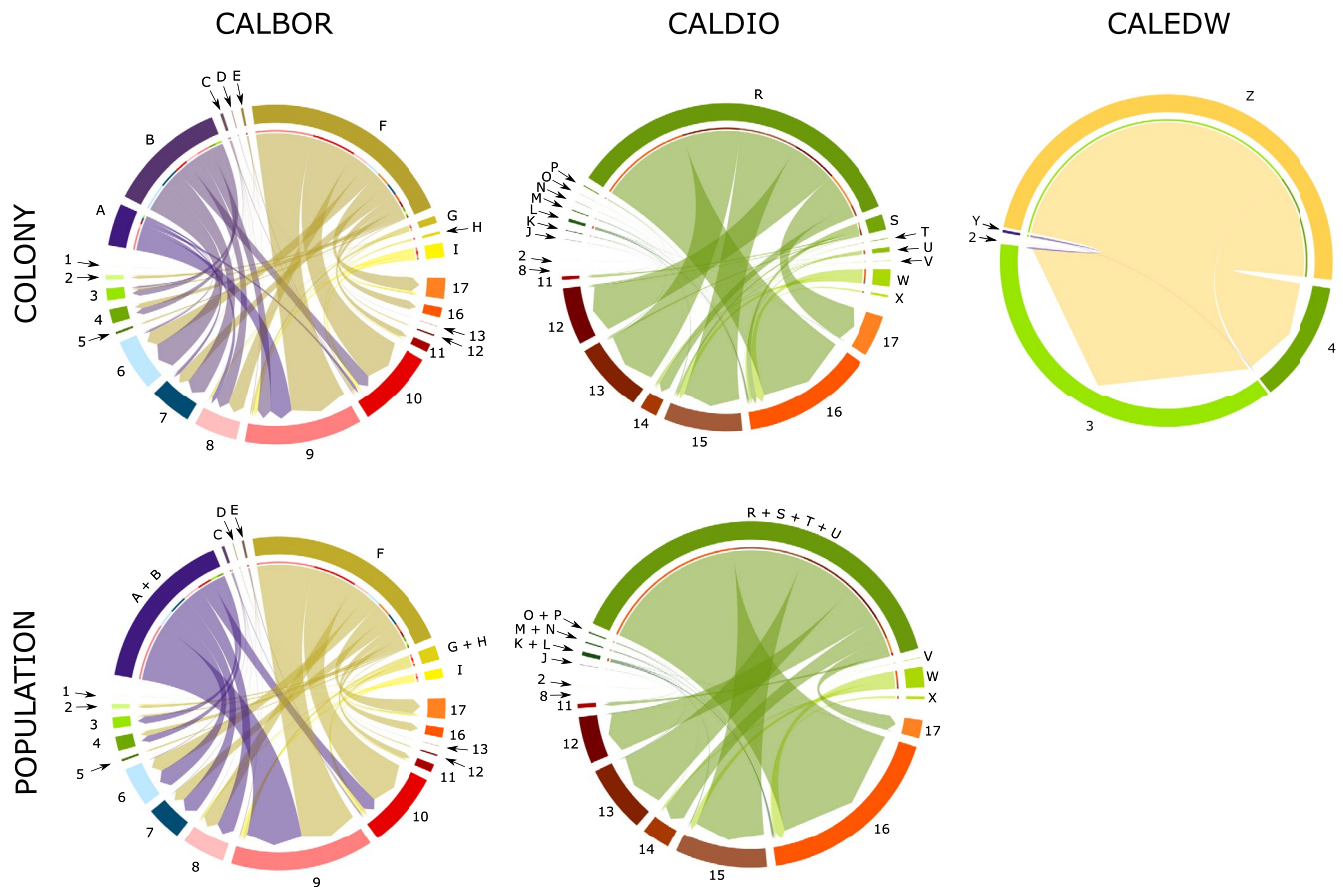 CALBOR
CALDIO
CALEDW
COLONY
A
B
C
D
E
F
G
H
I
17
16
13
12
11
10
9
8
7
6
5
4
3
2
1
P
O
N
M
L
K
J
2
8
11
12
13
14
15
16
17
R
S
T
U
V
W
X
Z
Y
2
3
4
POPULATION
A + B
C
D
E
F
G + H
I
17
16
13
12
11
10
9
8
7
6
5
4
3
2
1
R + S + T + U
O + P
M + N
K + L
J
2
8
11
12
13
14
15
16
17
V
W
X